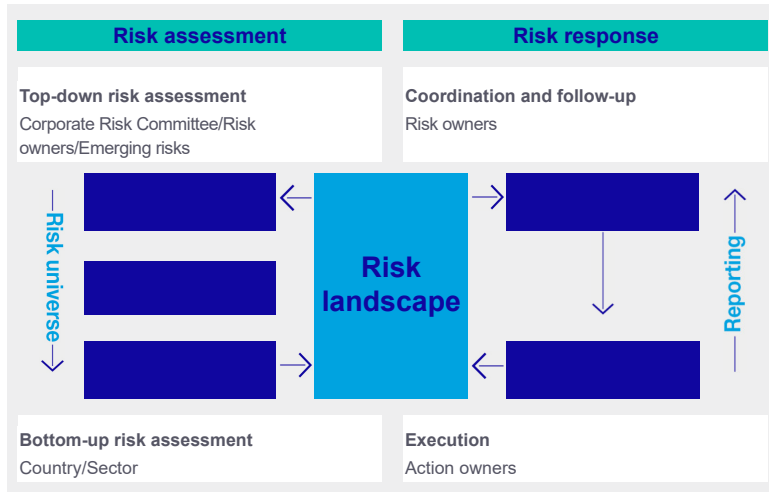 Risk assessment
Risk response
Top-down risk assessment
Corporate Risk Committee/Risk
owners/Emerging risks
Coordination and follow-up
Risk owners
Risk universe
Risk
landscape
Reporting
Bottom-up risk assessment
Country/Sector
Execution
Action owners